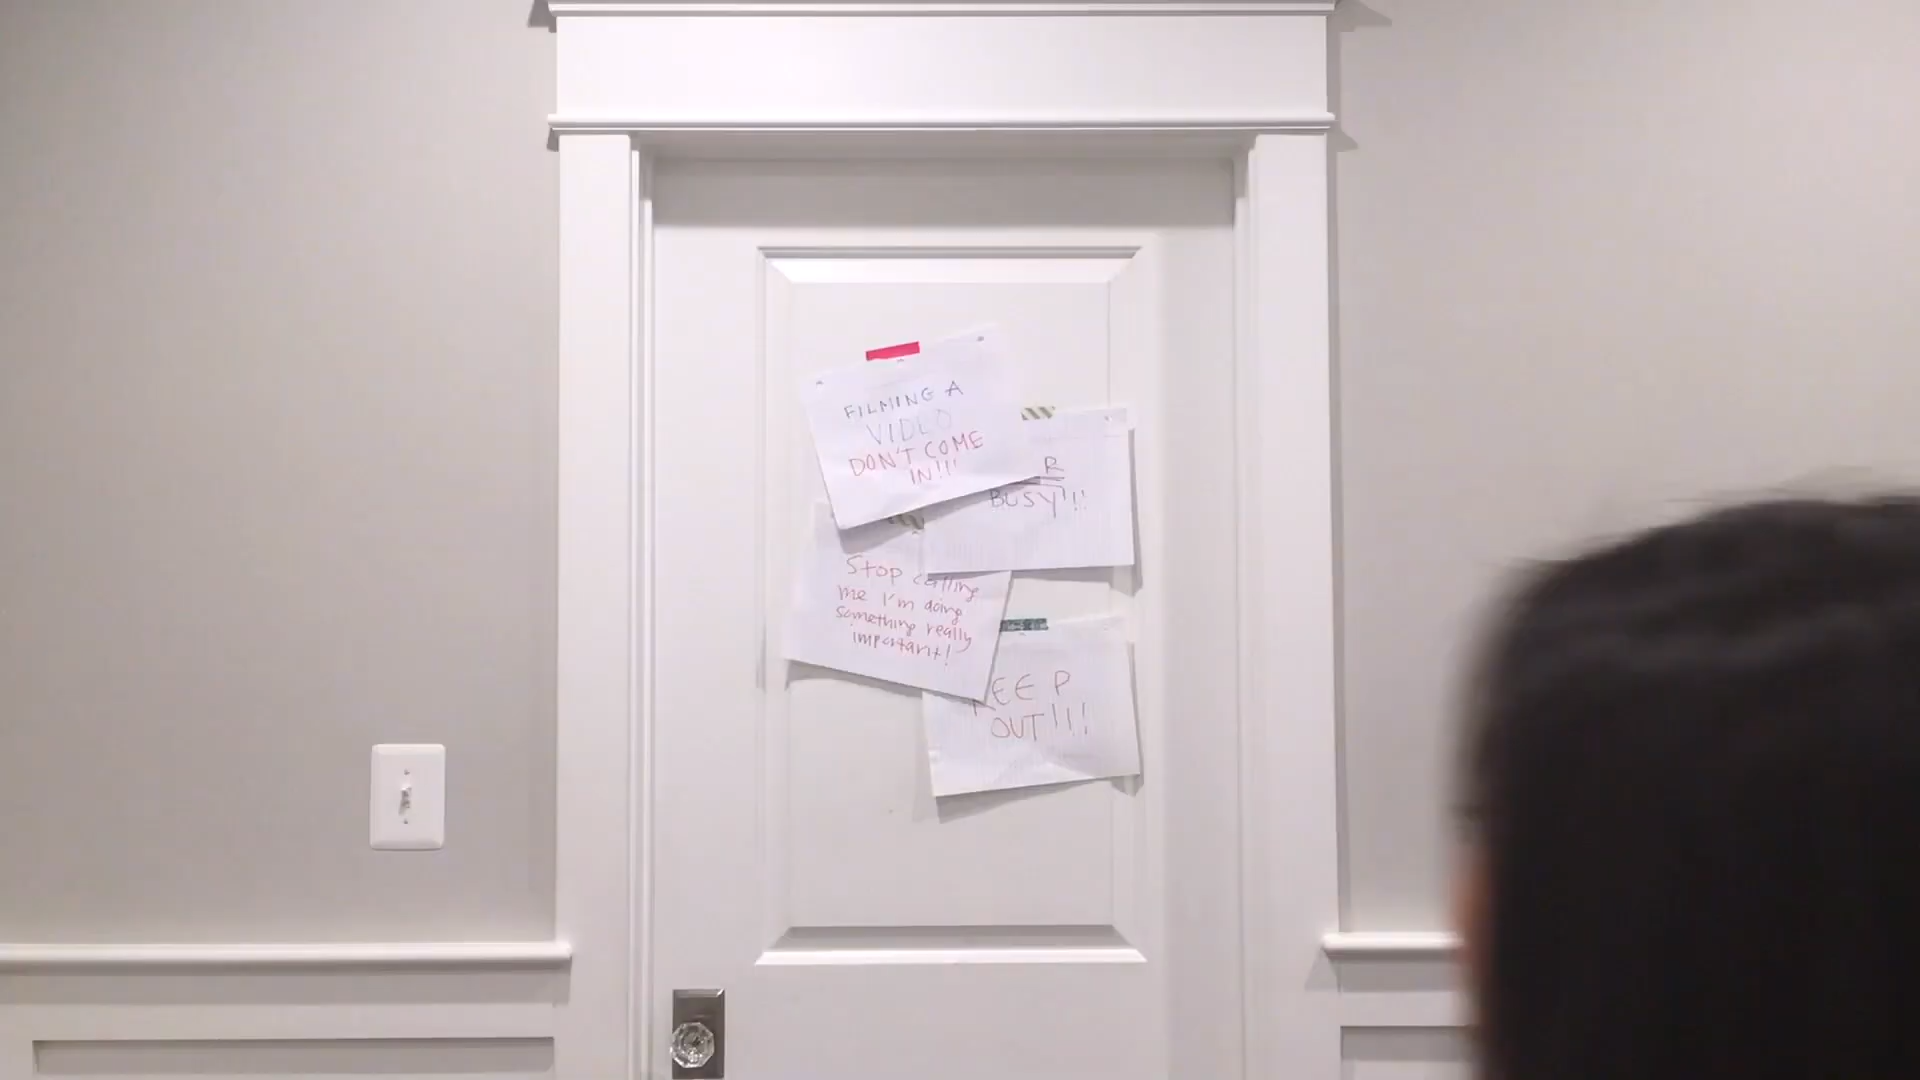 FILMING A
VIDEO
DON'T COME
IN!!!
R
BUSY!!!
Stop calling
me I'm doing
something really
important!
EEP
OUT!!!